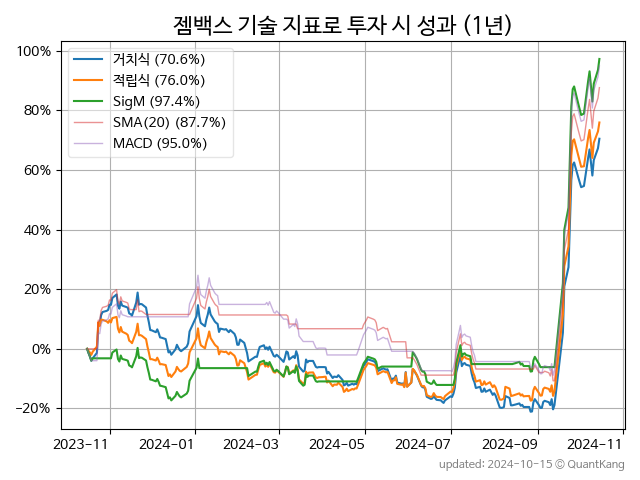 젬백스 기술 지표로 투자 시 성과 (1년)
100%
80%
60%
40%
20%
0%
−20%
거치식 (70.6%)
적립식 (76.0%)
SigM (97.4%)
SMA(20) (87.7%)
MACD (95.0%)
2023-11 2024-01 2024-03 2024-05 2024-07 2024-09 2024-11
updated: 2024-10-15 © QuantKang